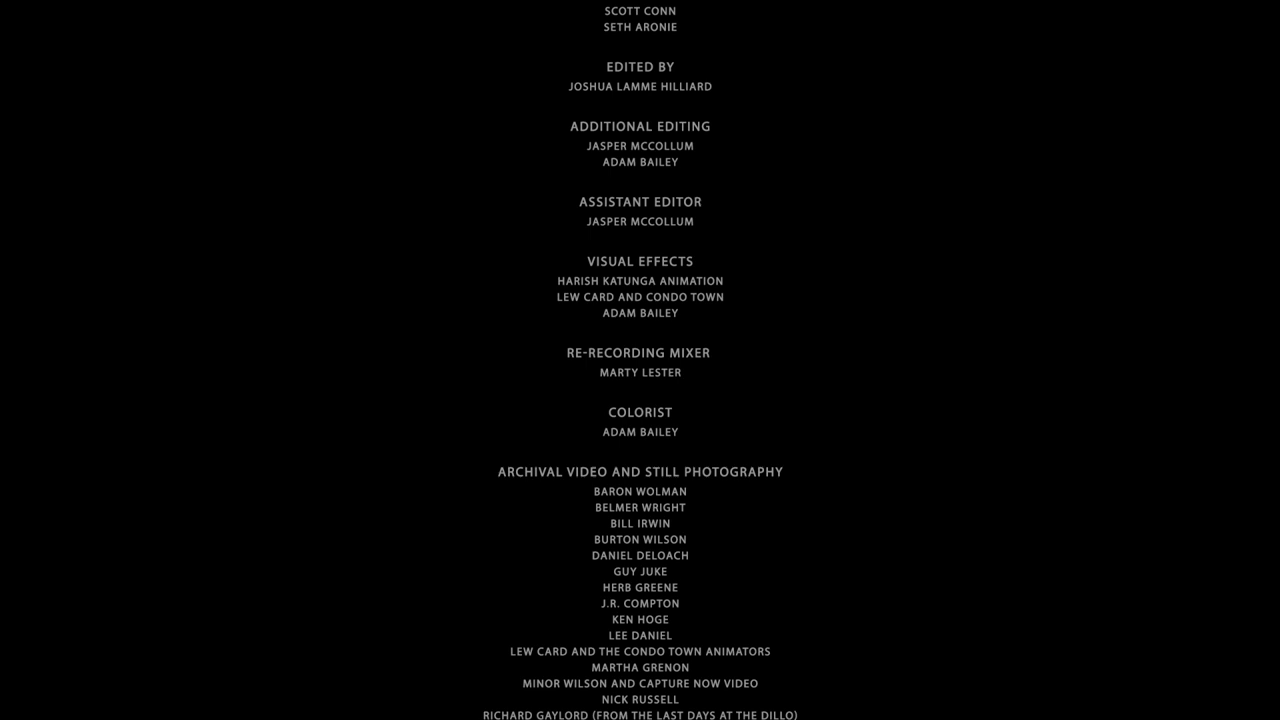 SCOTT CONN
SETH ARONIE
EDITED BY
JOSHUA LAMME HILLIARD
ADDITIONAL EDITING
JASPER MCCOLLUM
ADAM BAILEY
ASSISTANT EDITOR
JASPER MCCOLLUM
VISUAL EFFECTS
HARISH KATUNGA ANIMATION
LEW CARD AND CONDO TOWN
ADAM BAILEY
RE-RECORDING MIXER
MARTY LESTER
COLORIST
ADAM BAILEY
ARCHIVAL VIDEO AND STILL PHOTOGRAPHY
BARON WOLMAN
BELMER WRIGHT
BILL IRWIN
BURTON WILSON
DANIEL DELOACH
GUY JUKE
HERB GREENE
J.R. COMPTON
KEN HOGE
LEE DANIEL
LEW CARD AND THE CONDO TOWN ANIMATORS
MARTHA GRENON
MINOR WILSON AND CAPTURE NOW VIDEO
NICK RUSSELL
RICHARD GAYLORD (FROM THE LAST DAYS AT THE DILLO)